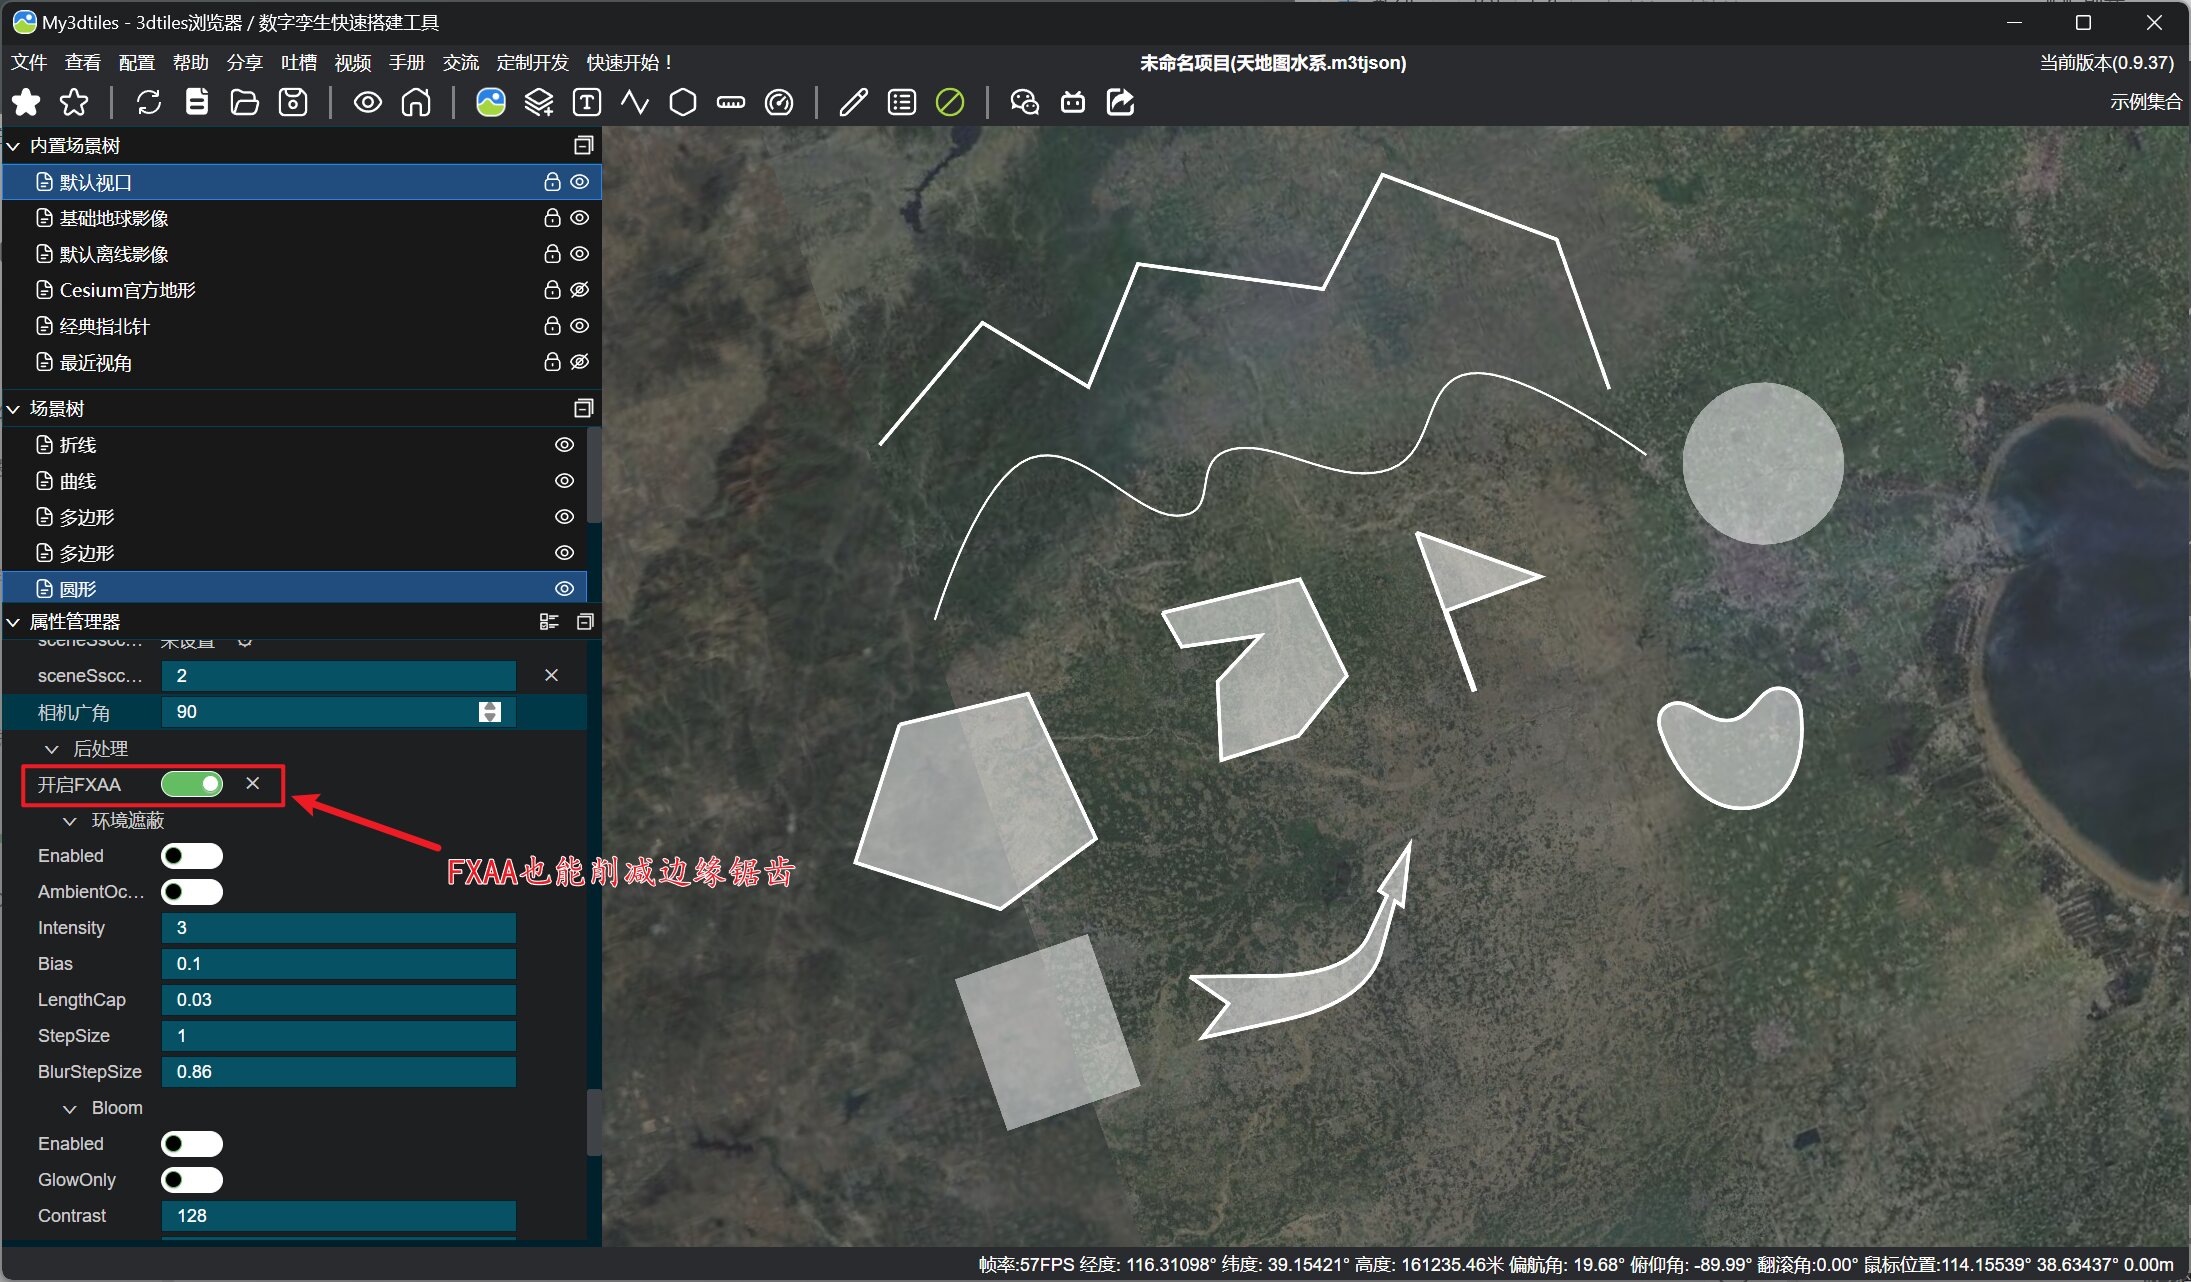 My3dtiles - 3dtiles浏览器 / 数字孪生快速搭建工具
文件 查看 配置 帮助 分享 吐槽 视频 手册 交流 定制开发 快速开始！
未命名项目(天地图水系.m3tjson)
当前版本(0.9.37)
示例集合
内置场景树
默认视口
基础地球影像
默认离线影像
Cesium官方地形
经典指北针
最近视角
场景树
折线
曲线
多边形
多边形
圆形
属性管理器
sceneSscc... 未设置
sceneSscc... 2
相机广角 90
后处理
开启FXAA
环境遮蔽
FXAA也能削减边缘锯齿
Enabled
AmbientOc...
Intensity 3
Bias 0.1
LengthCap 0.03
StepSize 1
BlurStepSize 0.86
Bloom
Enabled
GlowOnly
Contrast 128
帧率:57FPS 经度: 116.31098° 纬度: 39.15421° 高度: 161235.46米 偏航角: 19.68° 俯仰角: -89.99° 翻滚角:0.00° 鼠标位置:114.15539° 38.63437° 0.00m